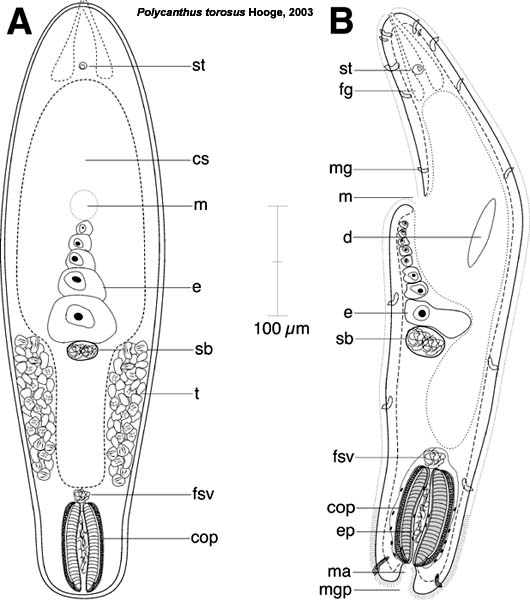 A
Polycanthus torosus Hooge, 2003
B
st
cs
m
e
sb
t
fsv
cop
100 µm
st
fg
mg
m
d
e
sb
fsv
cop
ep
ma
mgp